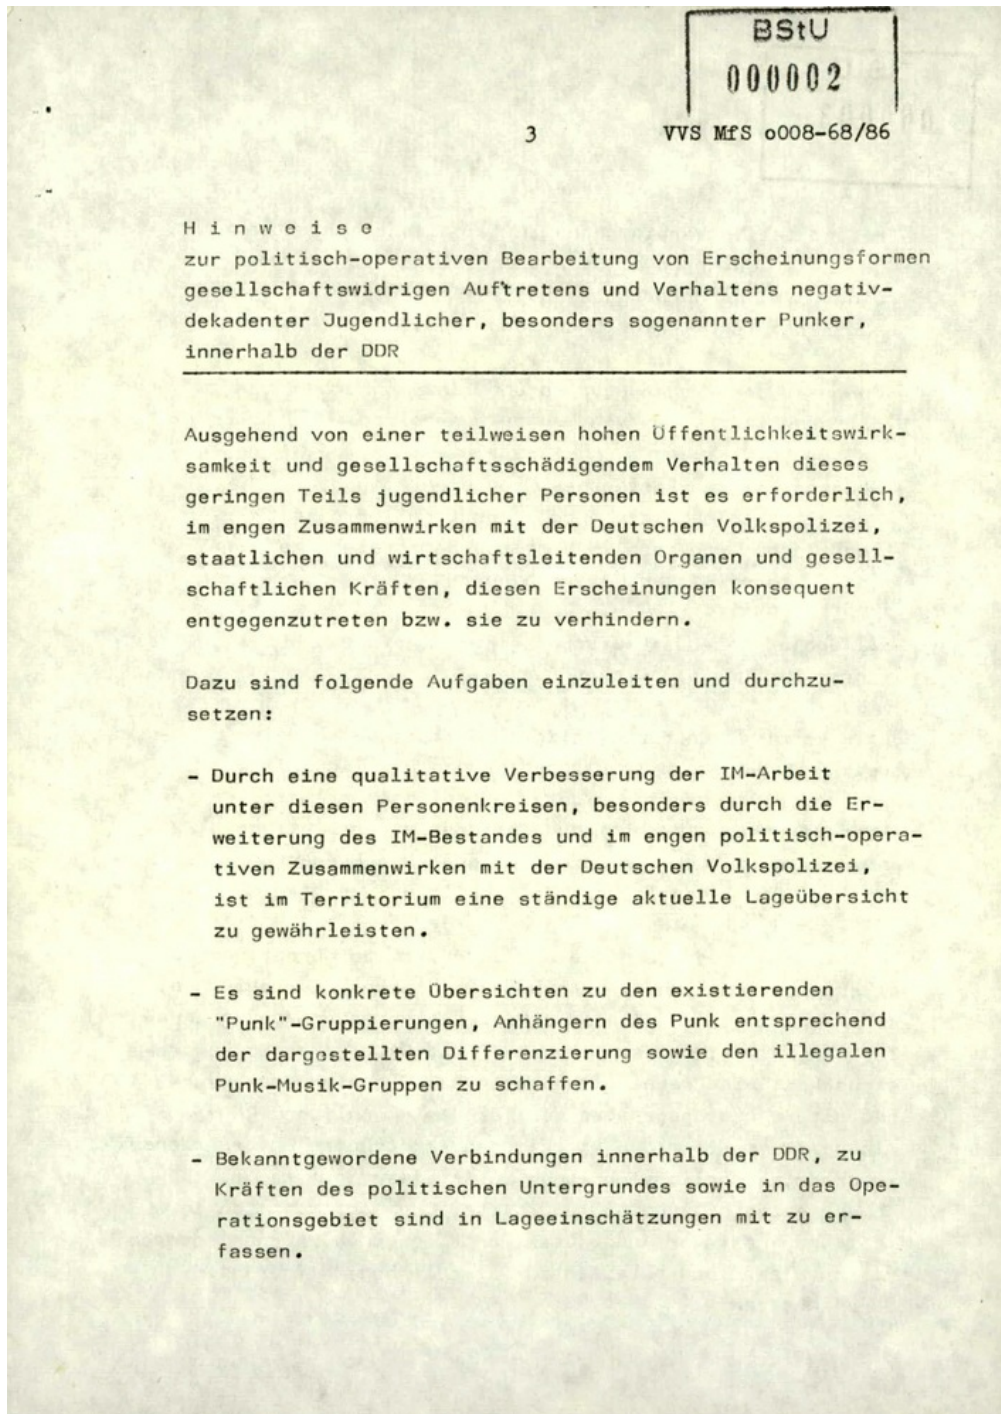 BStU
000002
3 VVS MfS o008-68/86
H i n w e i s e
zur politisch-operativen Bearbeitung von Erscheinungsformen
gesellschaftswidrigen Auftretens und Verhaltens negativ-
dekadenter Jugendlicher, besonders sogenannter Punker,
innerhalb der DDR
Ausgehend von einer teilweisen hohen Öffentlichkeitswirk-
samkeit und gesellschaftsschädigendem Verhalten dieses
geringen Teils jugendlicher Personen ist es erforderlich,
im engen Zusammenwirken mit der Deutschen Volkspolizei,
staatlichen und wirtschaftsleitenden Organen und gesell-
schaftlichen Kräften, diesen Erscheinungen konsequent
entgegenzutreten bzw. sie zu verhindern.
Dazu sind folgende Aufgaben einzuleiten und durchzu-
setzen:
- Durch eine qualitative Verbesserung der IM-Arbeit
unter diesen Personenkreisen, besonders durch die Er-
weiterung des IM-Bestandes und im engen politisch-opera-
tiven Zusammenwirken mit der Deutschen Volkspolizei,
ist im Territorium eine ständige aktuelle Lageübersicht
zu gewährleisten.
- Es sind konkrete Übersichten zu den existierenden
"Punk"-Gruppierungen, Anhängern des Punk entsprechend
der dargestellten Differenzierung sowie den illegalen
Punk-Musik-Gruppen zu schaffen.
- Bekanntgewordene Verbindungen innerhalb der DDR, zu
Kräften des politischen Untergrundes sowie in das Ope-
rationsgebiet sind in Lageeinschätzungen mit zu er-
fassen.